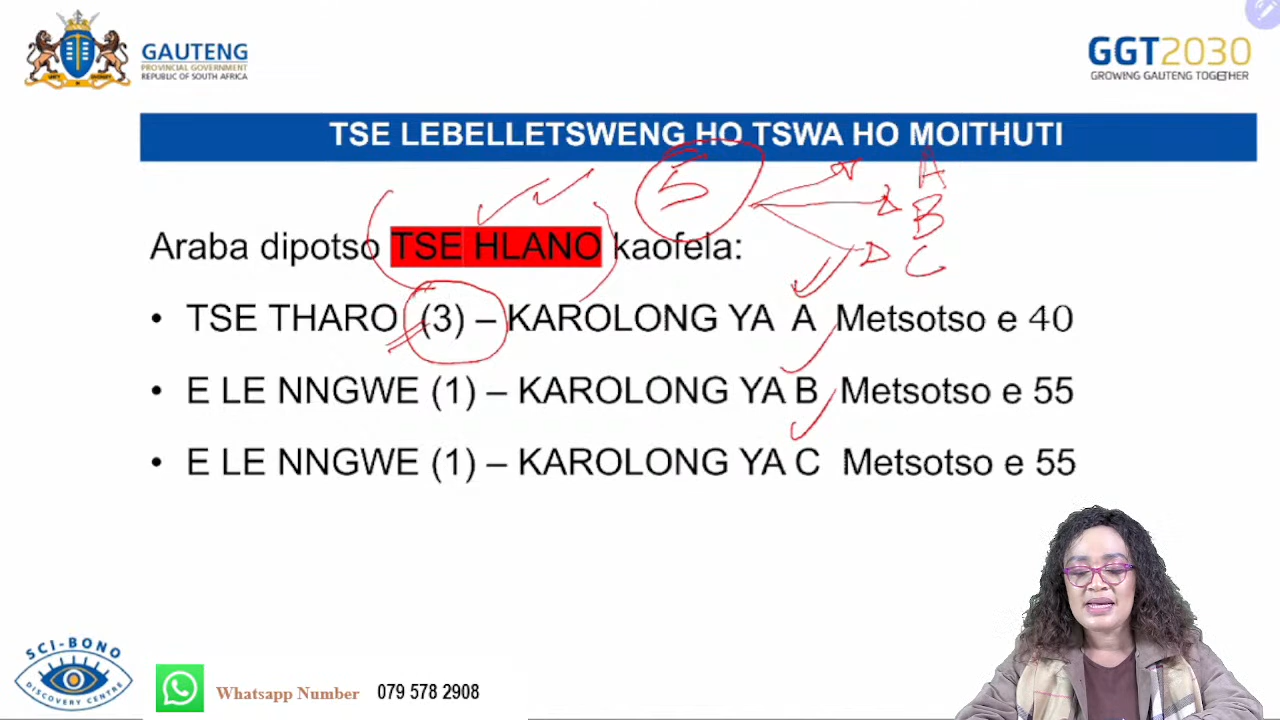 GAUTENG
PROVINCIAL GOVERNMENT
REPUBLIC OF SOUTH AFRICA
GGT2030
GROWING GAUTENG TOGETHER
TSE LEBELLETSWENG HO TSWA HO MOITHUTI
5
A
B
C
Araba dipotso TSE HLANO kaofela:
• TSE THARO (3) – KAROLONG YA A Metsotso e 40
• E LE NNGWE (1) – KAROLONG YA B Metsotso e 55
• E LE NNGWE (1) – KAROLONG YA C Metsotso e 55
SCI-BONO
DISCOVERY CENTRE
Whatsapp Number 079 578 2908